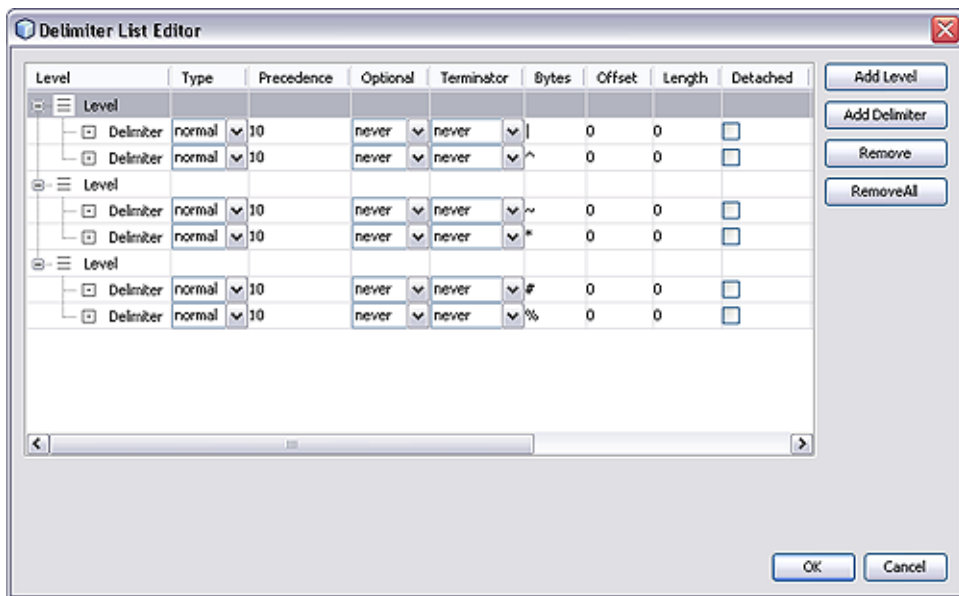 Delimiter List Editor
Level Type Precedence Optional Terminator Bytes Offset Length Detached
Add Level
Level
Add Delimiter
Delimiter normal 10 never never | 0 0
Delimiter normal 10 never never ^ 0 0
Remove
Level
RemoveAll
Delimiter normal 10 never never ~ 0 0
Delimiter normal 10 never never * 0 0
Level
Delimiter normal 10 never never # 0 0
Delimiter normal 10 never never % 0 0
OK Cancel